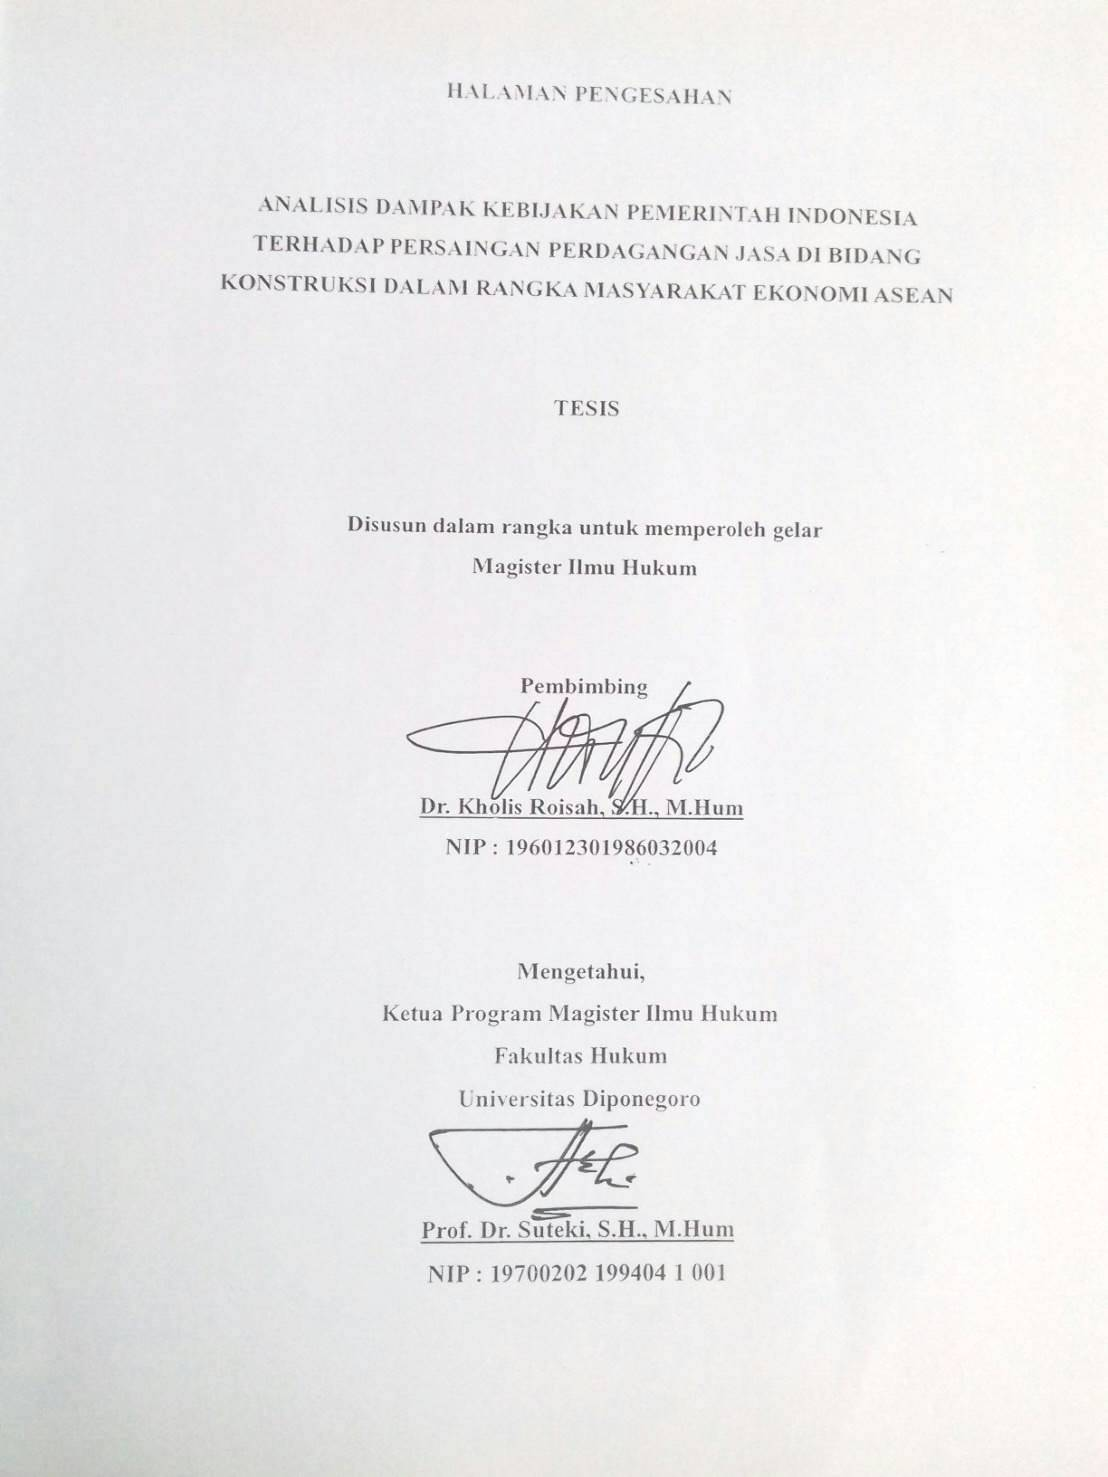 HALAMAN PENGESAHAN
ANALISIS DAMPAK KEBIJAKAN PEMERINTAH INDONESIA
TERHADAP PERSAINGAN PERDAGANGAN JASA DI BIDANG
KONSTRUKSI DALAM RANGKA MASYARAKAT EKONOMI ASEAN
TESIS
Disusun dalam rangka untuk memperoleh gelar
Magister Ilmu Hukum
Pembimbing
Dr. Kholis Roisah, S.H., M.Hum
NIP : 196012301986032004
Mengetahui,
Ketua Program Magister Ilmu Hukum
Fakultas Hukum
Universitas Diponegoro
Prof. Dr. Suteki, S.H., M.Hum
NIP : 19700202 199404 1 001